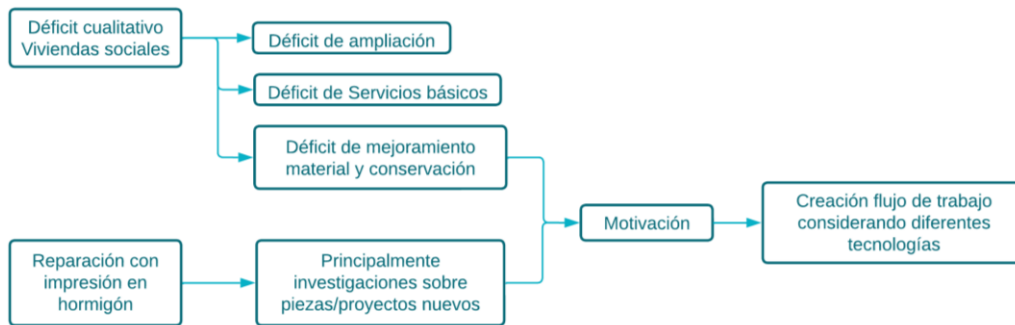 Déficit cualitativo
Viviendas sociales
Déficit de ampliación
Déficit de Servicios básicos
Déficit de mejoramiento
material y conservación
Reparación con
impresión en
hormigón
Principalmente
investigaciones sobre
piezas/proyectos nuevos
Motivación
Creación flujo de trabajo
considerando diferentes
tecnologías